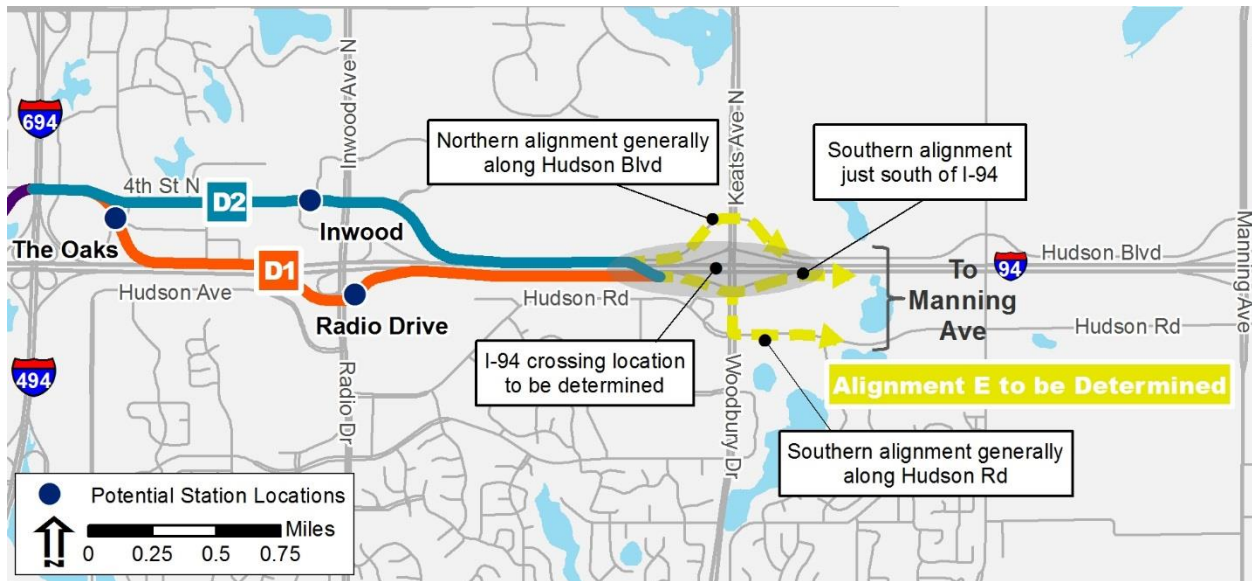 694
Inwood Ave N
Keats Ave N
Northern alignment generally
along Hudson Blvd
Southern alignment
just south of I-94
4th St N
D2
The Oaks
Inwood
D1
Hudson Ave
Radio Drive
Hudson Rd
Hudson Blvd
94
To
Manning
Ave
Manning Ave
Hudson Rd
494
Radio Dr
I-94 crossing location
to be determined
Woodbury Dr
Alignment E to be Determined
Southern alignment generally
along Hudson Rd
Potential Station Locations
N
Miles
0 0.25 0.5 0.75